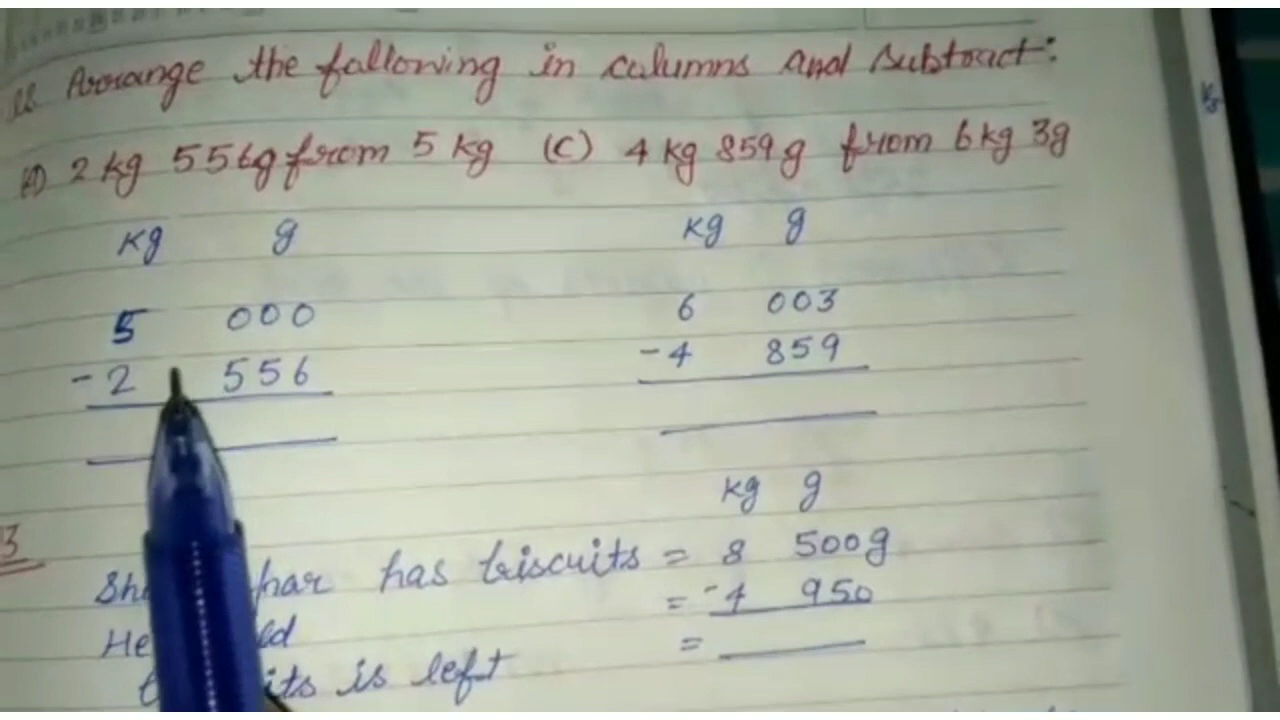 Arrange the following in columns and subtract:
2 kg 556g from 5 kg (C) 4 kg 859 g from 6 kg 3g
kg g kg g
5 000 6 003
-2 556 -4 859
kg g
3
has biscuits = 8 500g
He = -4 950
is left =